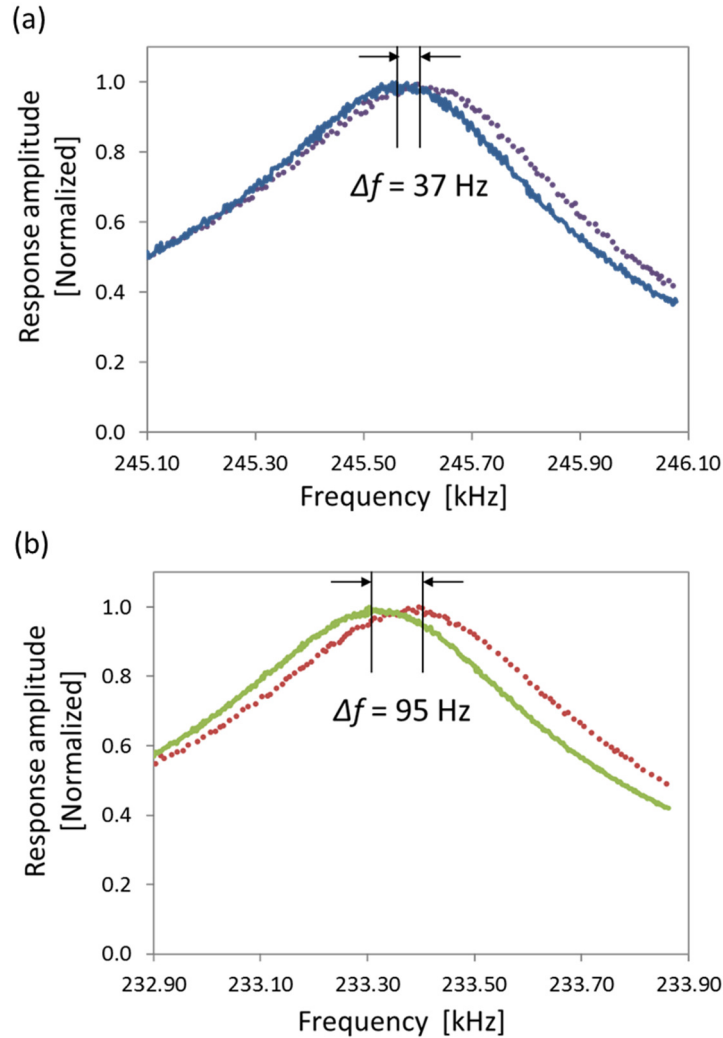 (a)
Response amplitude
[Normalized]
1.0
0.8
0.6
0.4
0.2
0.0
Δf = 37 Hz
245.10 245.30 245.50 245.70 245.90 246.10
Frequency [kHz]
(b)
Response amplitude
[Normalized]
1.0
0.8
0.6
0.4
0.2
0.0
Δf = 95 Hz
232.90 233.10 233.30 233.50 233.70 233.90
Frequency [kHz]